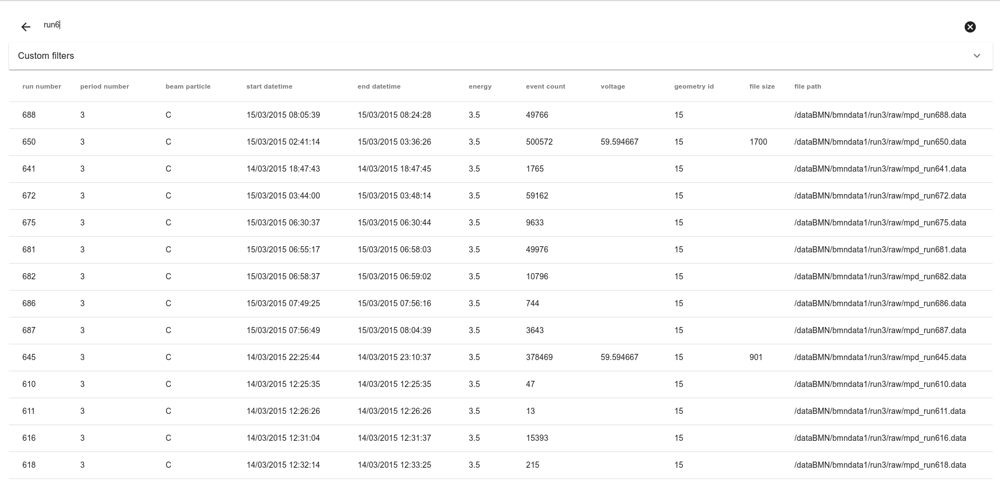 run6
Custom filters
run number period number beam particle start datetime end datetime energy event count voltage geometry id file size file path
688 3 C 15/03/2015 08:05:39 15/03/2015 08:24:28 3.5 49766 15 /dataBMN/bmndata1/run3/raw/mpd_run688.data
650 3 C 15/03/2015 02:41:14 15/03/2015 03:36:26 3.5 500572 59.594667 15 1700 /dataBMN/bmndata1/run3/raw/mpd_run650.data
641 3 C 14/03/2015 18:47:43 14/03/2015 18:47:45 3.5 1765 15 /dataBMN/bmndata1/run3/raw/mpd_run641.data
672 3 C 15/03/2015 03:44:00 15/03/2015 03:48:14 3.5 59162 15 /dataBMN/bmndata1/run3/raw/mpd_run672.data
675 3 C 15/03/2015 06:30:37 15/03/2015 06:30:44 3.5 9633 15 /dataBMN/bmndata1/run3/raw/mpd_run675.data
681 3 C 15/03/2015 06:55:17 15/03/2015 06:58:03 3.5 49976 15 /dataBMN/bmndata1/run3/raw/mpd_run681.data
682 3 C 15/03/2015 06:58:37 15/03/2015 06:59:02 3.5 10796 15 /dataBMN/bmndata1/run3/raw/mpd_run682.data
686 3 C 15/03/2015 07:49:25 15/03/2015 07:56:16 3.5 744 15 /dataBMN/bmndata1/run3/raw/mpd_run686.data
687 3 C 15/03/2015 07:56:49 15/03/2015 08:04:39 3.5 3643 15 /dataBMN/bmndata1/run3/raw/mpd_run687.data
645 3 C 14/03/2015 22:25:44 14/03/2015 23:10:37 3.5 378469 59.594667 15 901 /dataBMN/bmndata1/run3/raw/mpd_run645.data
610 3 C 14/03/2015 12:25:35 14/03/2015 12:25:35 3.5 47 15 /dataBMN/bmndata1/run3/raw/mpd_run610.data
611 3 C 14/03/2015 12:26:26 14/03/2015 12:26:26 3.5 13 15 /dataBMN/bmndata1/run3/raw/mpd_run611.data
616 3 C 14/03/2015 12:31:04 14/03/2015 12:31:37 3.5 15393 15 /dataBMN/bmndata1/run3/raw/mpd_run616.data
618 3 C 14/03/2015 12:32:14 14/03/2015 12:33:25 3.5 215 15 /dataBMN/bmndata1/run3/raw/mpd_run618.data